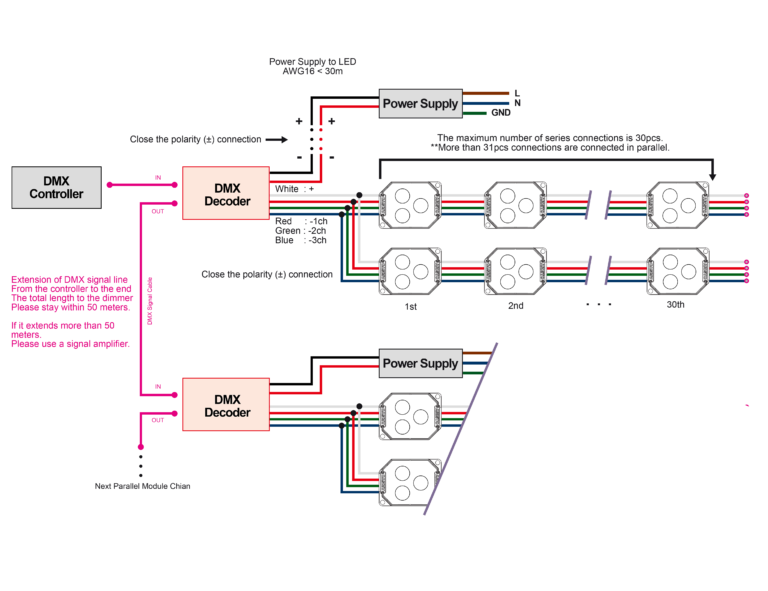 Power Supply to LED
AWG16 < 30m
Power Supply
L
N
GND
+ +
Close the polarity (±) connection
- -
The maximum number of series connections is 30pcs.
**More than 31pcs connections are connected in parallel.
DMX
Controller
IN
OUT
DMX
Decoder
White : +
Red : -1ch
Green : -2ch
Blue : -3ch
Close the polarity (±) connection
1st
2nd
. . .
30th
Extension of DMX signal line
From the controller to the end
The total length to the dimmer
Please stay within 50 meters.
If it extends more than 50
meters.
Please use a signal amplifier.
DMX Signal Cable
Power Supply
IN
OUT
DMX
Decoder
Next Parallel Module Chian